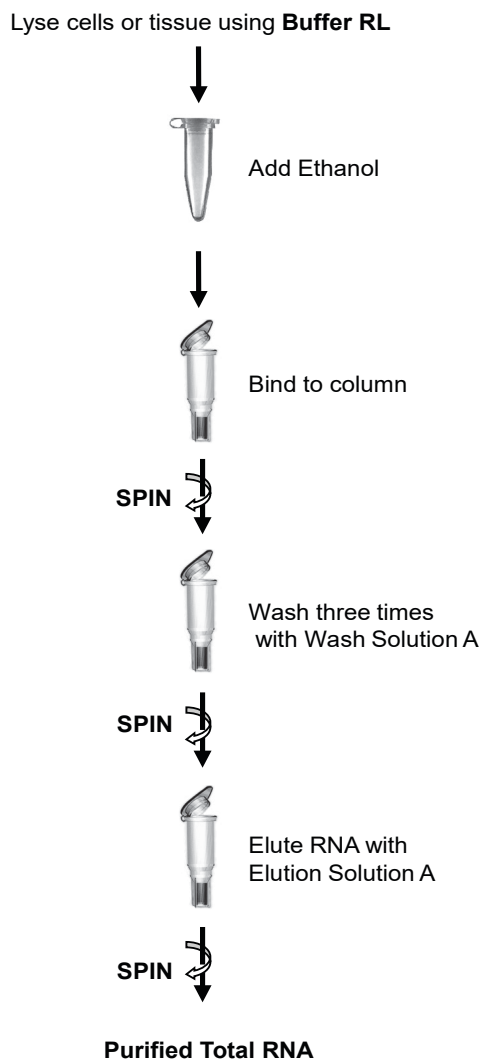 Lyse cells or tissue using Buffer RL
Add Ethanol
Bind to column
SPIN
Wash three times
with Wash Solution A
SPIN
Elute RNA with
Elution Solution A
SPIN
Purified Total RNA